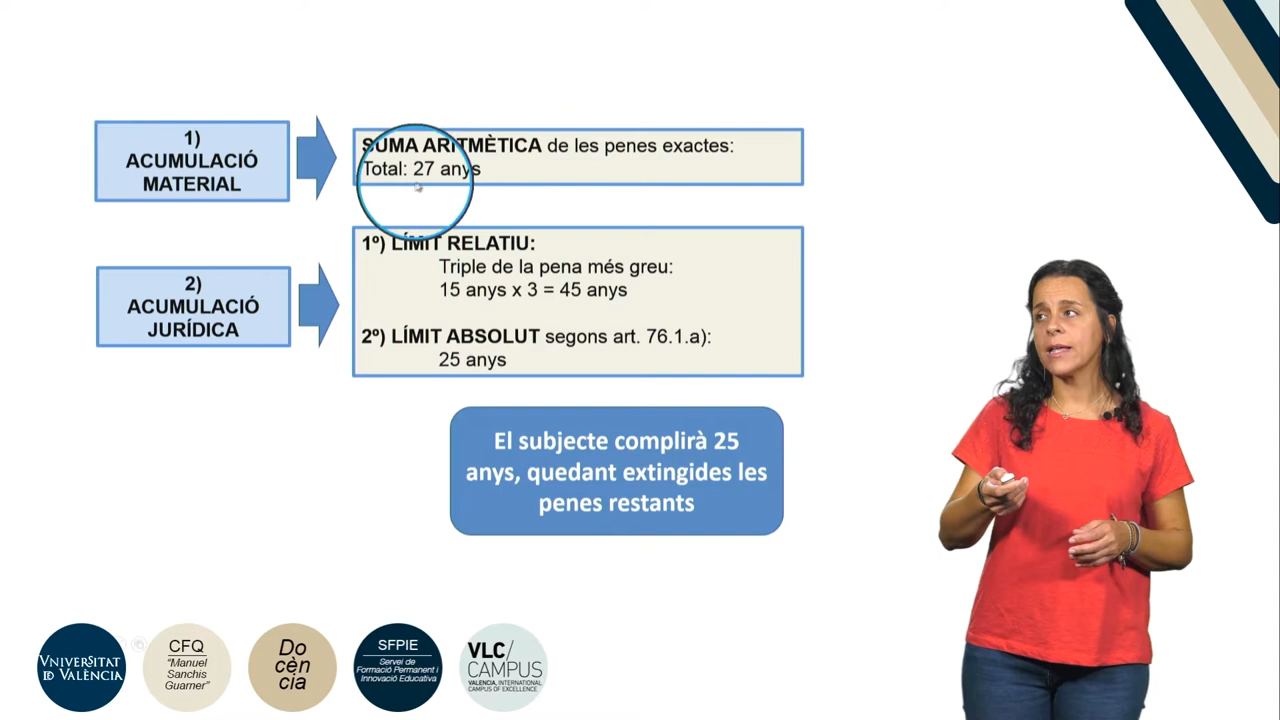 1)
ACUMULACIÓ
MATERIAL
SUMA ARITMÈTICA de les penes exactes:
Total: 27 anys
2)
ACUMULACIÓ
JURÍDICA
1º) LÍMIT RELATIU:
Triple de la pena més greu:
15 anys x 3 = 45 anys
2º) LÍMIT ABSOLUT segons art. 76.1.a):
25 anys
El subjecte complirà 25
anys, quedant extingides les
penes restants
VNIVERSITAT
ID VALÈNCIA
CFQ
"Manuel
Sanchis
Guarner"
Do
cèn
cia
SFPIE
Servei de
Formació Permanent i
Innovació Educativa
VLC/
CAMPUS
VALENCIA, INTERNATIONAL
CAMPUS OF EXCELLENCE